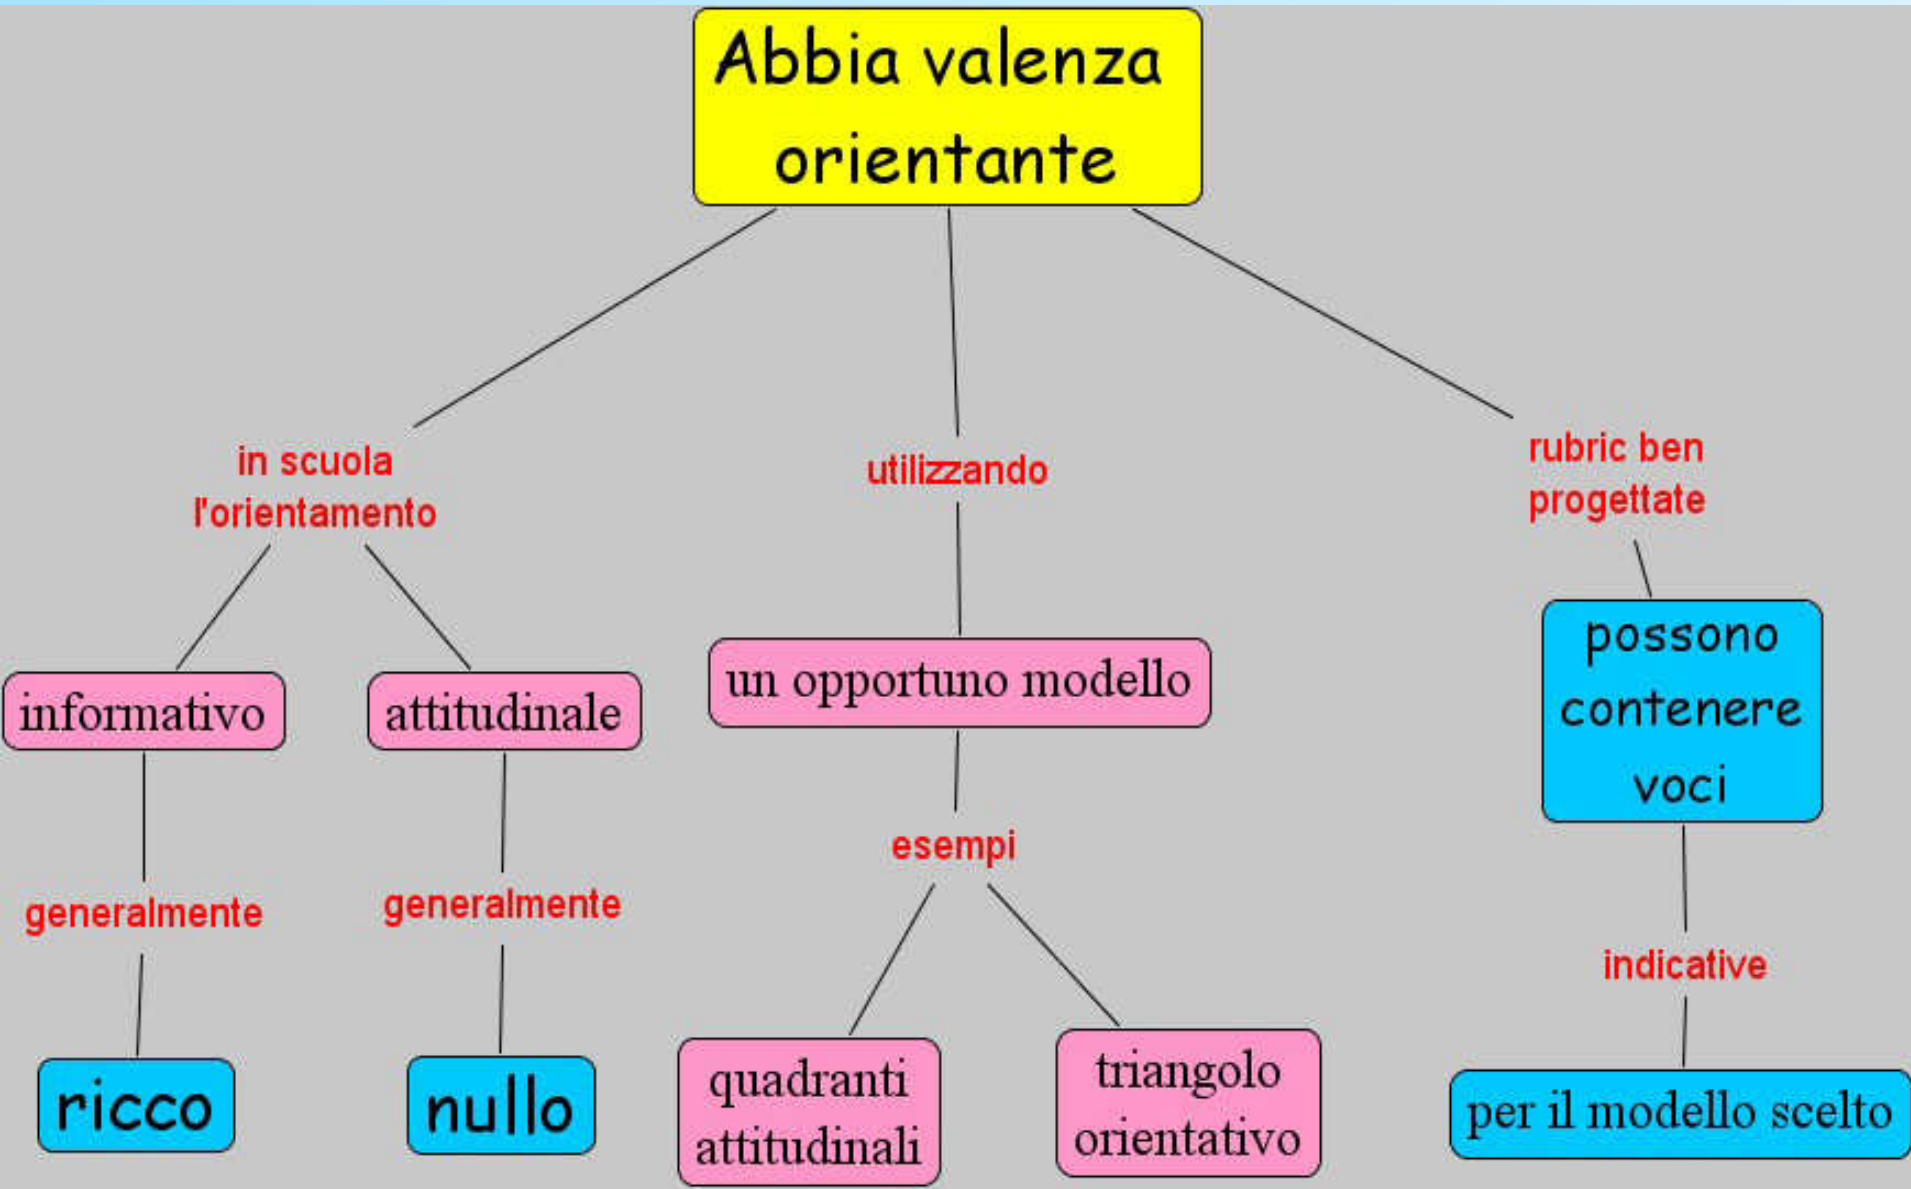 Abbia valenza
orientante
in scuola
l'orientamento
utilizzando
rubric ben
progettate
informativo
attitudinale
un opportuno modello
possono
contenere
voci
generalmente
generalmente
esempi
indicative
ricco
nullo
quadranti
attitudinali
triangolo
orientativo
per il modello scelto